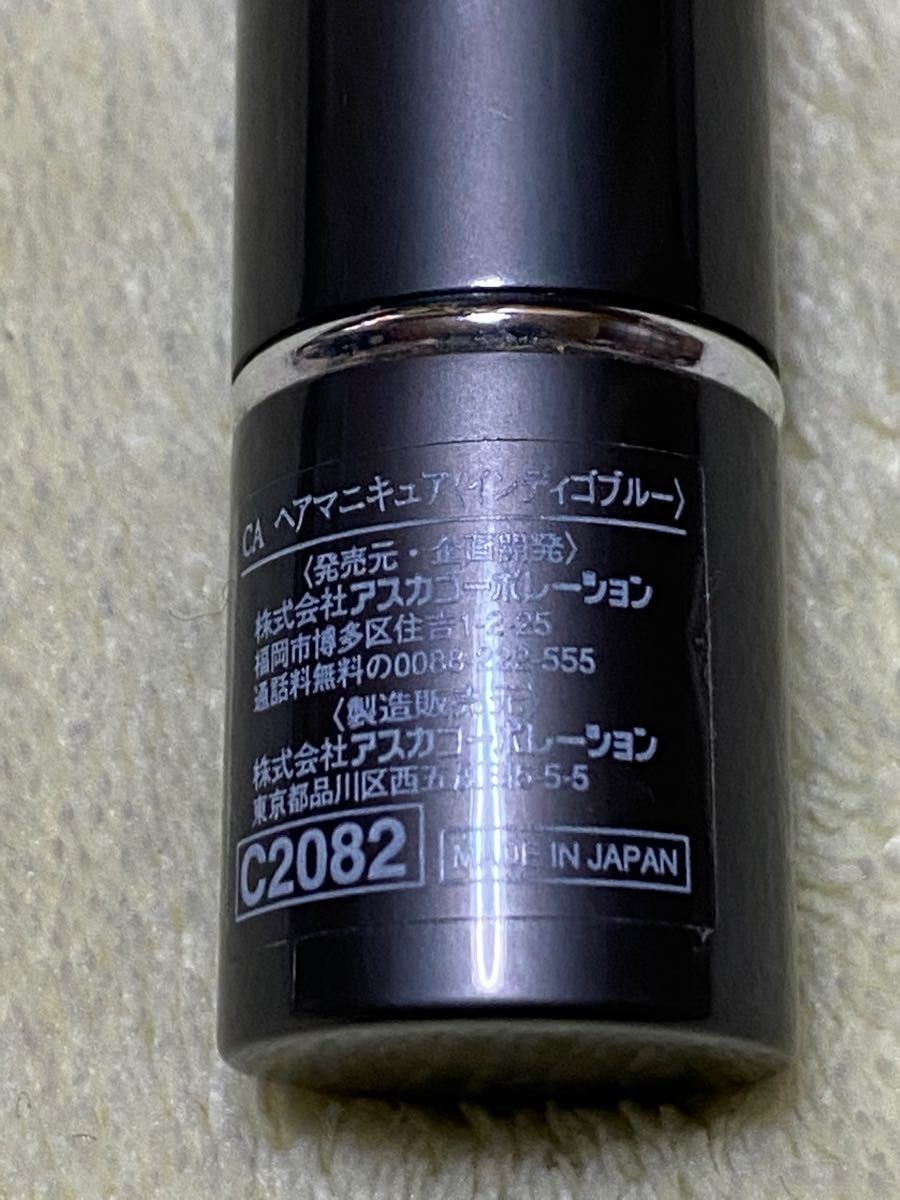 CA ヘアマニキュア〈インディゴブルー〉
〈発売元・企画開発〉
株式会社アスカコーポレーション
福岡市博多区住吉1-2-25
通話料無料の0088-222-555
〈製造販売元〉
株式会社アスカコーポレーション
東京都品川区西五反田 5-5
C2082
MADE IN JAPAN